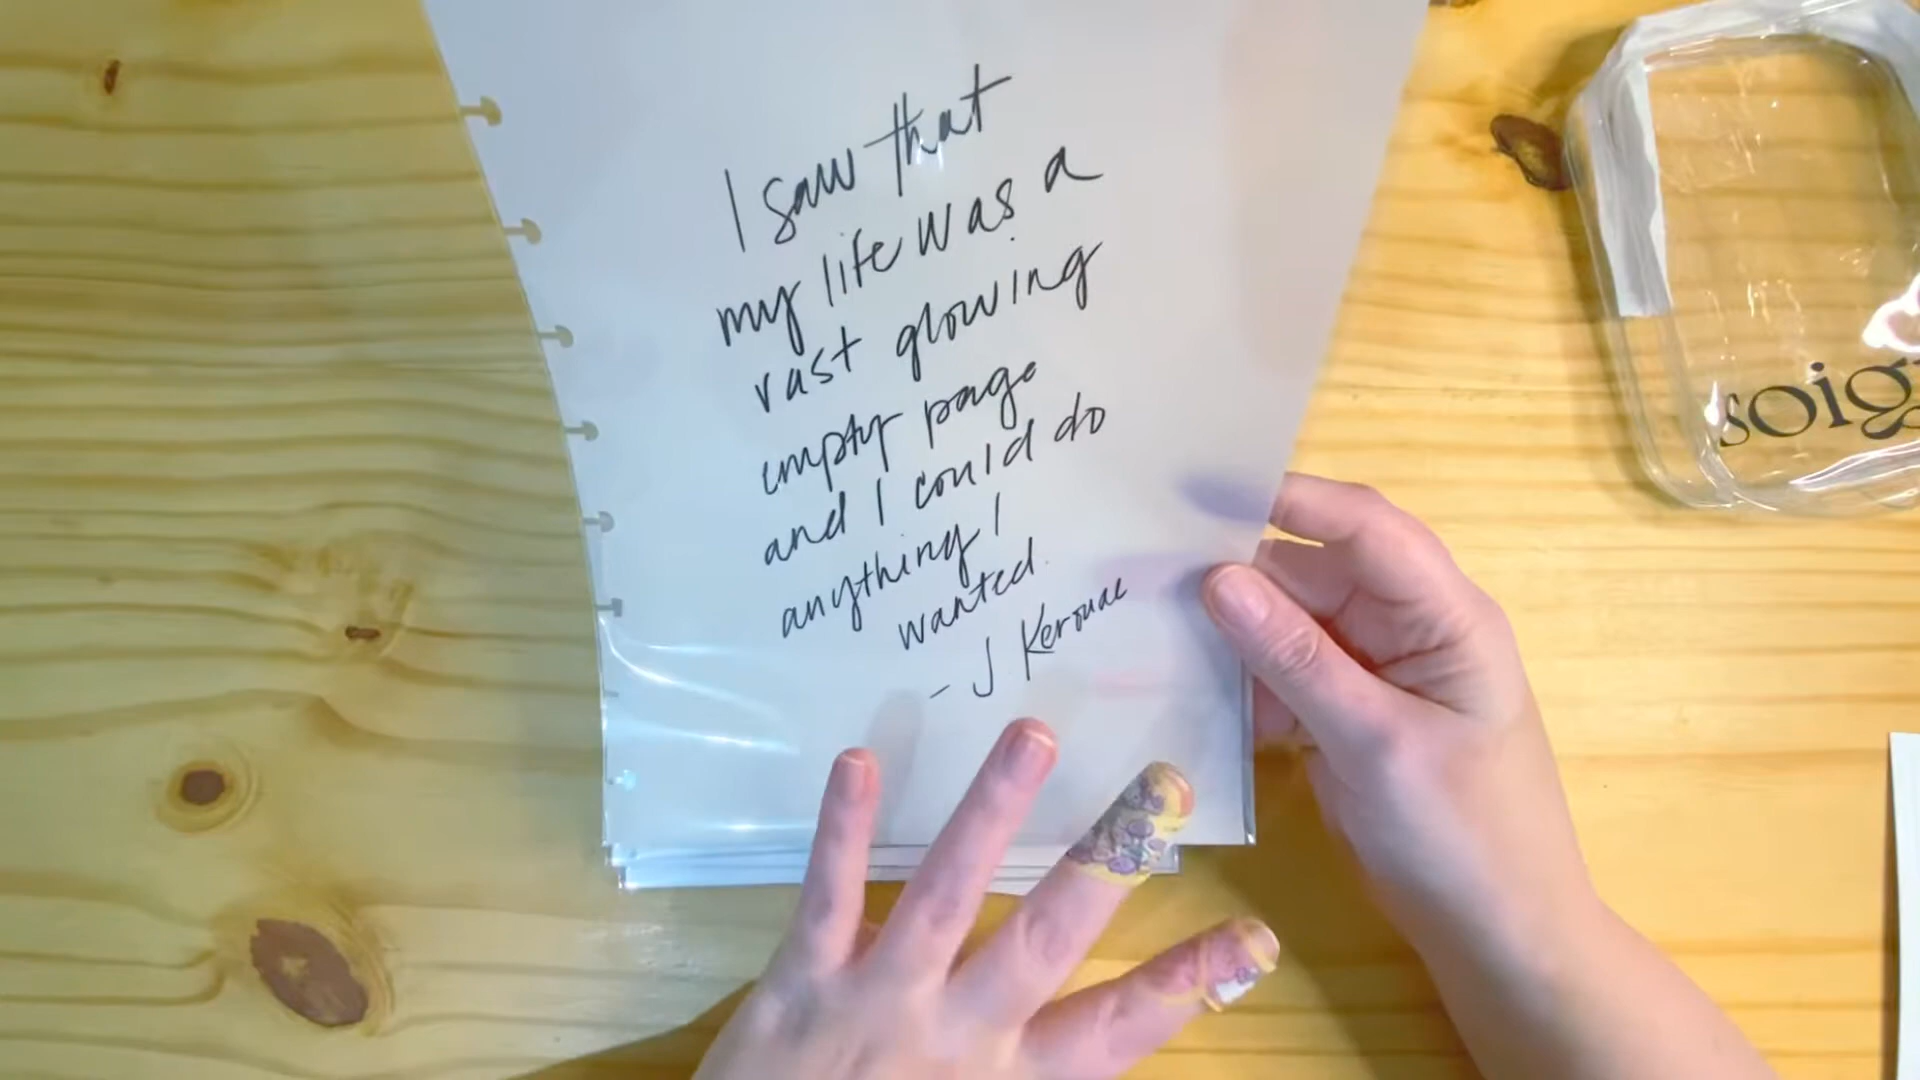 I saw that
my life was a
vast glowing
empty page
and I could do
anything I
wanted.
- J Kerouac
soig